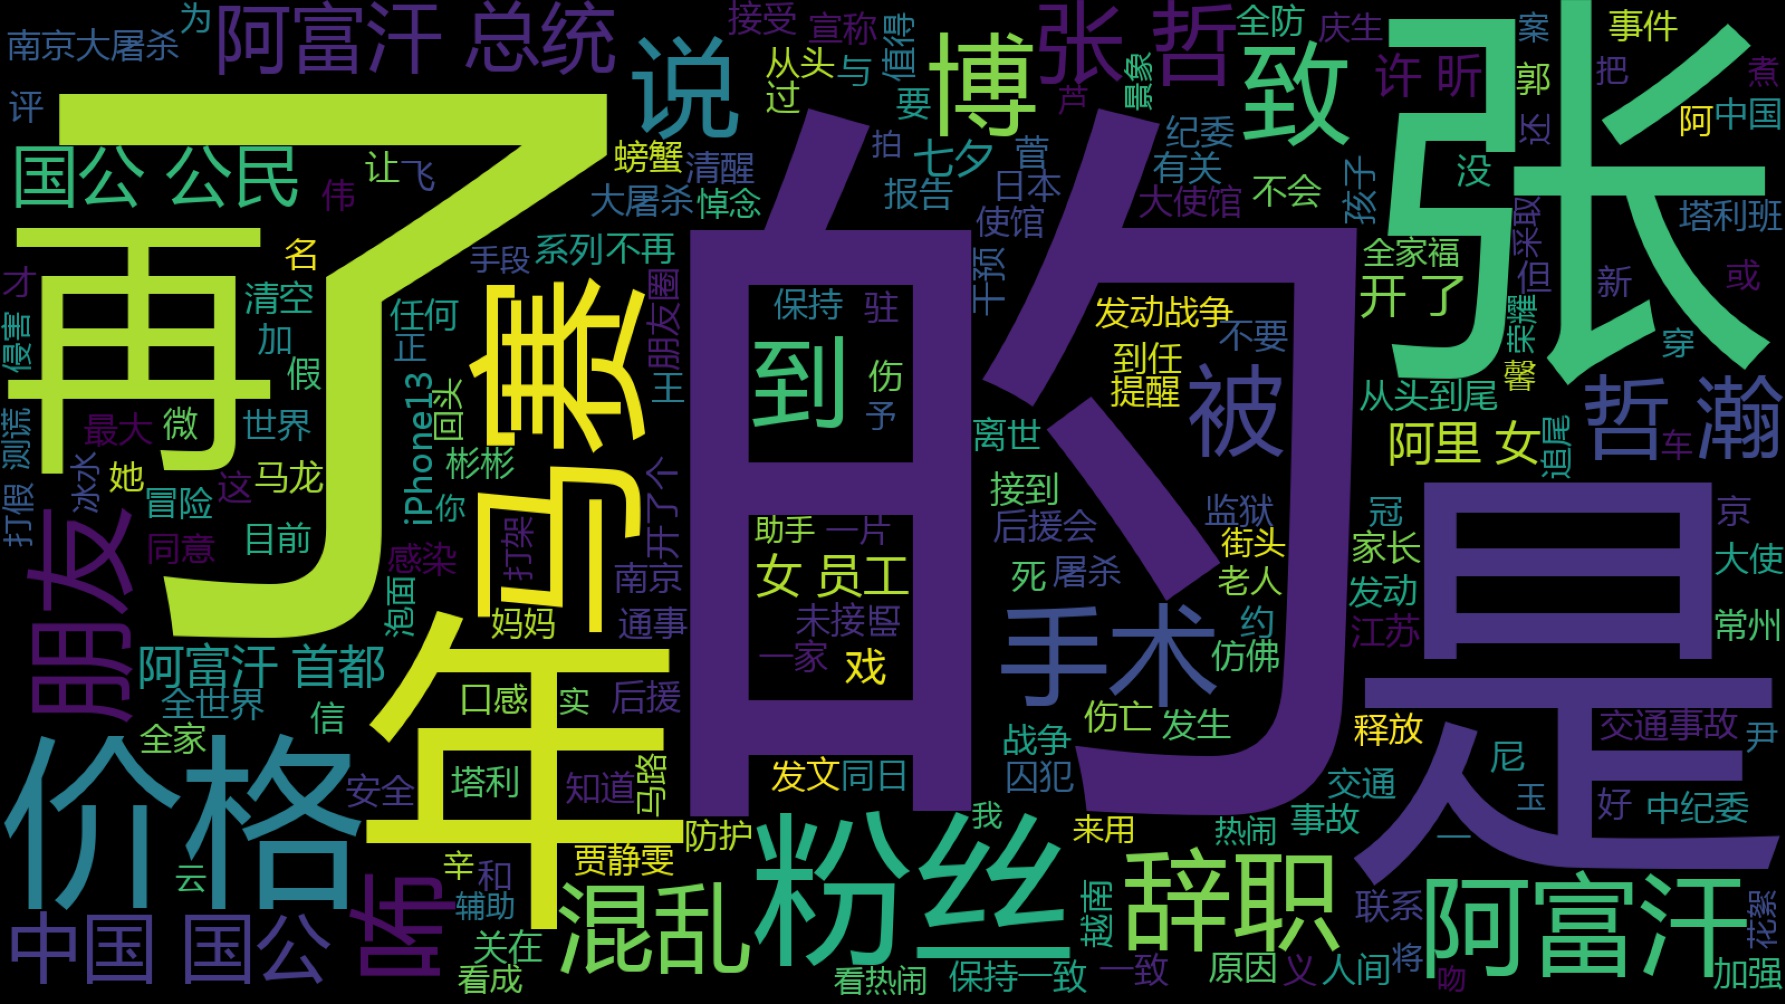 南京大屠杀
为
阿富汗 总统
接受
宣称
张 哲
全防
庆生
案
事件
评
说
从头
与
值得
博
致
许 昕
郭
把
煮
过
要
芦
景象
张
还
阿
中国
了
国公 公民
让
飞
伟
螃蟹
清醒
拍
七夕
菅
纪委
有关
没
大屠杀
悼念
报告
日本
大使馆
不会
孩子
采取
塔利班
再
名
手段
系列
不再
使馆
的
全家福
但
新
或
才
清空
任何
朋友圈
保持
驻
干预
发动战争
不要
开 了
荣耀
穿
侵害
加
正
马赛
到
伤
到任
馨
假
iPhone13
回头
王
予
提醒
被
从头到尾
哲 瀚
测谎
最大
微
世界
离世
阿里 女
追尾
车
她
冰水
这
马龙
彬彬
接到
打假
冒险
你
开了个
后援会
监狱
冠
是
京
朋友
同意
目前
感染
打架
助手
一片
街头
家长
大使
泡面
南京
女 员工
死
屠杀
老人
发动
妈妈
通事
未接监
手术
约
江苏
常州
阿富汗 首都
年
一家
戏
仿佛
全世界
信
口感
实
后援
伤亡
发生
释放
交通事故
尹
全家
战争
尼
价格
安全
塔利
知道
马路
发文
同日
囚犯
交通
玉
好
中纪委
云
防护
粉丝
我
来用
热闹
事故
一
辛
和
贾静雯
咘
辅助
混乱
越南
辞职
联系
阿富汗
花絮
中国 国公
关在
看成
看热闹
保持一致
一致
原因
义
人间
将
吻
加强